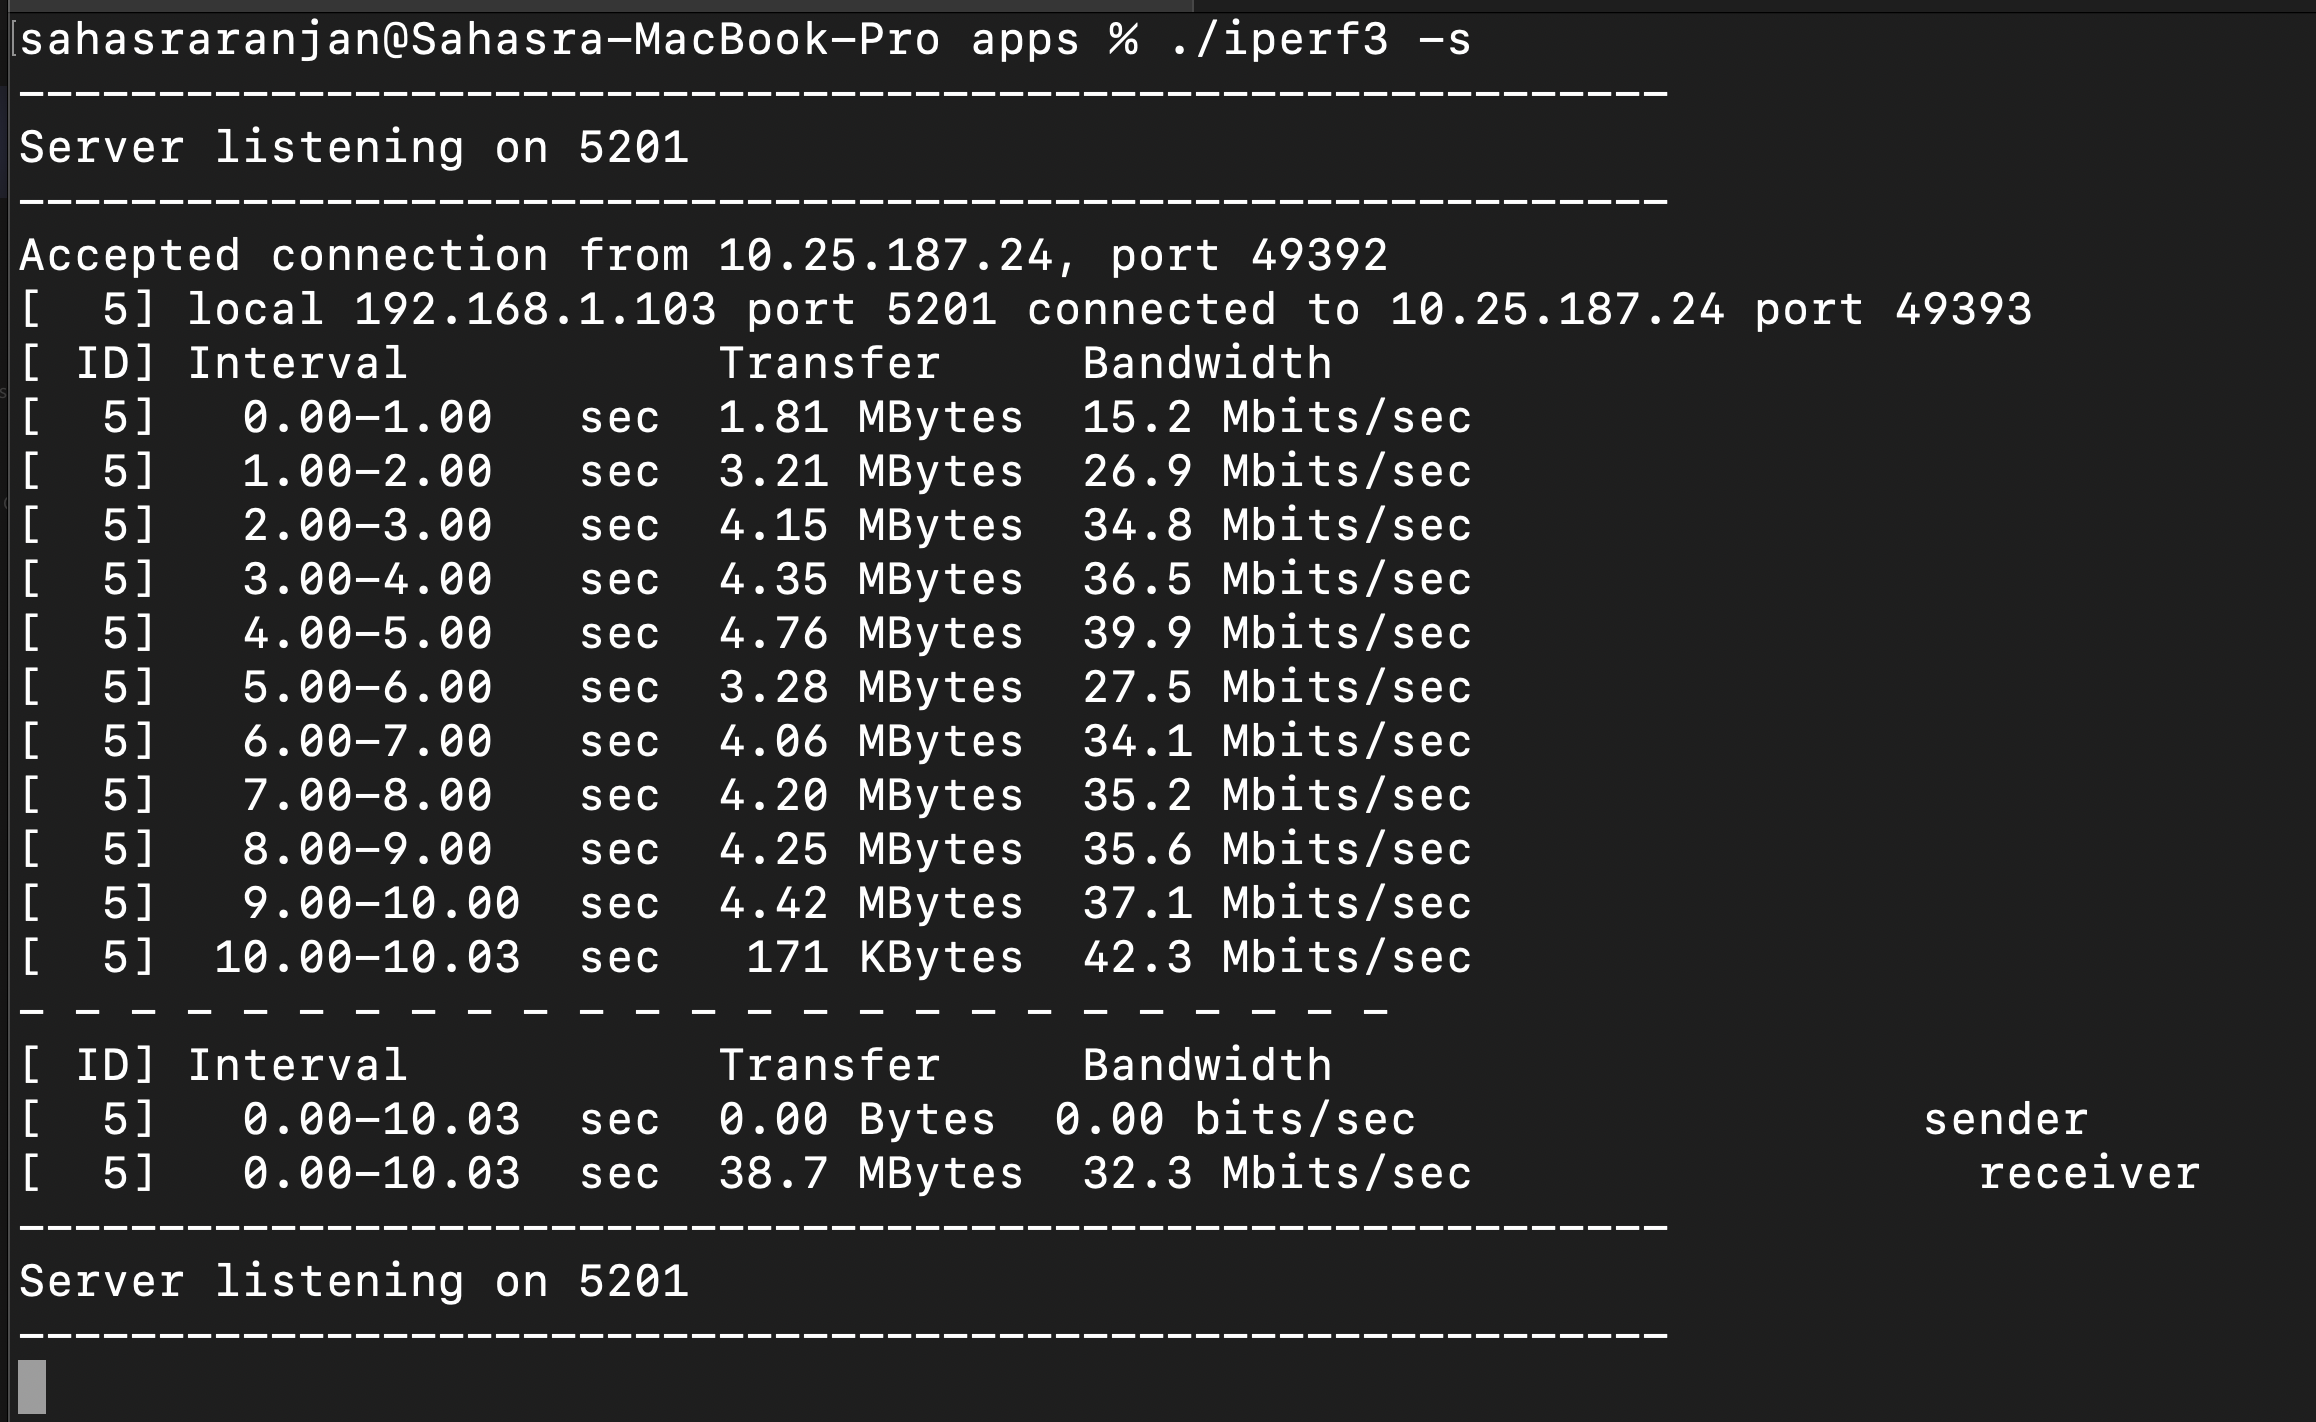 sahasraranjan@Sahasra-MacBook-Pro apps % ./iperf3 -s
-----------------------------------------------------------
Server listening on 5201
-----------------------------------------------------------
Accepted connection from 10.25.187.24, port 49392
[  5] local 192.168.1.103 port 5201 connected to 10.25.187.24 port 49393
[ ID] Interval           Transfer     Bandwidth
[  5]   0.00-1.00   sec  1.81 MBytes  15.2 Mbits/sec
[  5]   1.00-2.00   sec  3.21 MBytes  26.9 Mbits/sec
[  5]   2.00-3.00   sec  4.15 MBytes  34.8 Mbits/sec
[  5]   3.00-4.00   sec  4.35 MBytes  36.5 Mbits/sec
[  5]   4.00-5.00   sec  4.76 MBytes  39.9 Mbits/sec
[  5]   5.00-6.00   sec  3.28 MBytes  27.5 Mbits/sec
[  5]   6.00-7.00   sec  4.06 MBytes  34.1 Mbits/sec
[  5]   7.00-8.00   sec  4.20 MBytes  35.2 Mbits/sec
[  5]   8.00-9.00   sec  4.25 MBytes  35.6 Mbits/sec
[  5]   9.00-10.00  sec  4.42 MBytes  37.1 Mbits/sec
[  5]  10.00-10.03  sec   171 KBytes  42.3 Mbits/sec
- - - - - - - - - - - - - - - - - - - - - - - - -
[ ID] Interval           Transfer     Bandwidth
[  5]   0.00-10.03  sec  0.00 Bytes  0.00 bits/sec                  sender
[  5]   0.00-10.03  sec  38.7 MBytes  32.3 Mbits/sec                  receiver
-----------------------------------------------------------
Server listening on 5201
-----------------------------------------------------------